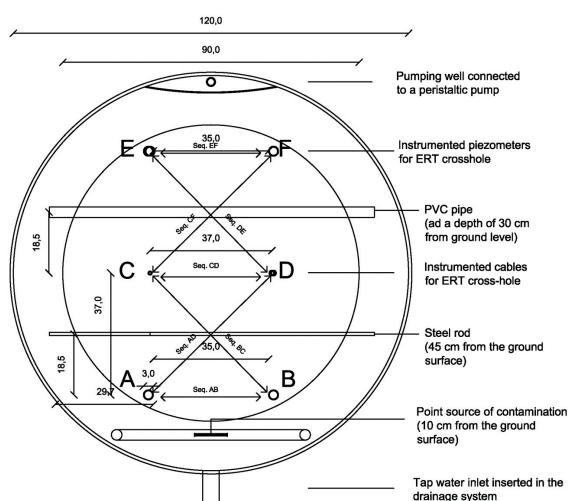 120,0
90,0
Pumping well connected
to a peristaltic pump
35,0
E
Seq. EF
F
Instrumented piezometers
for ERT crosshole
PVC pipe
(ad a depth of 30 cm
from ground level)
Seq. CF
Seq. DE
18,5
37,0
C
Seq. CD
D
Instrumented cables
for ERT cross-hole
37,0
Steel rod
(45 cm from the ground
surface)
Seq. AD
Seq. BC
35,0
18,5
A
3,0
B
29,7
Seq. AB
Point source of contamination
(10 cm from the ground
surface)
Tap water inlet inserted in the
drainage system